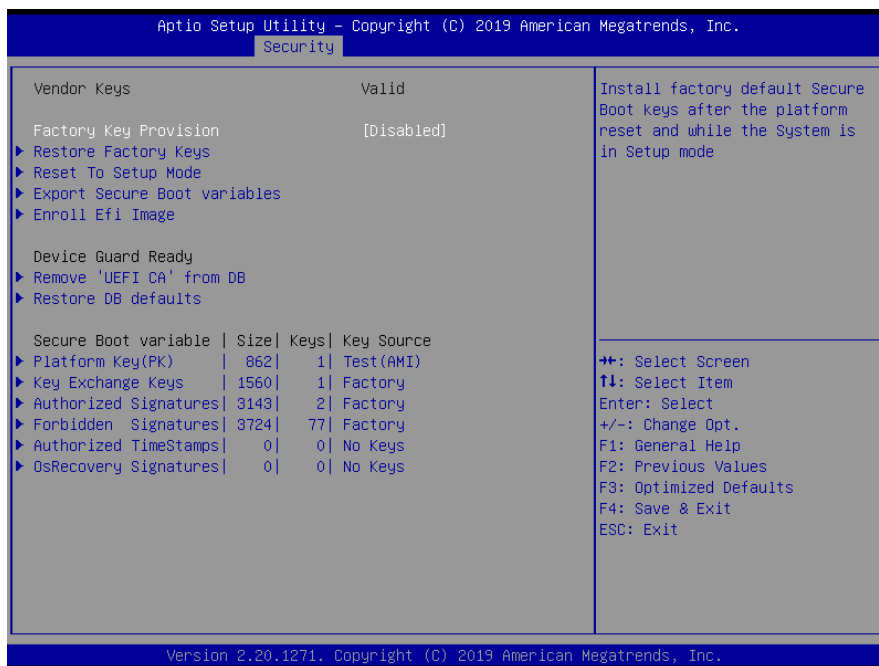 Aptio Setup Utility – Copyright (C) 2019 American Megatrends, Inc.
Security
Vendor Keys Valid
Factory Key Provision [Disabled]
Restore Factory Keys
Reset To Setup Mode
Export Secure Boot variables
Enroll Efi Image
Device Guard Ready
Remove 'UEFI CA' from DB
Restore DB defaults
Secure Boot variable | Size| Keys| Key Source
Platform Key(PK) | 862| 1| Test(AMI)
Key Exchange Keys | 1560| 1| Factory
Authorized Signatures| 3143| 2| Factory
Forbidden Signatures| 3724| 77| Factory
Authorized TimeStamps| 0| 0| No Keys
OsRecovery Signatures| 0| 0| No Keys
Install factory default Secure
Boot keys after the platform
reset and while the System is
in Setup mode
→←: Select Screen
↑↓: Select Item
Enter: Select
+/-: Change Opt.
F1: General Help
F2: Previous Values
F3: Optimized Defaults
F4: Save & Exit
ESC: Exit
Version 2.20.1271. Copyright (C) 2019 American Megatrends, Inc.